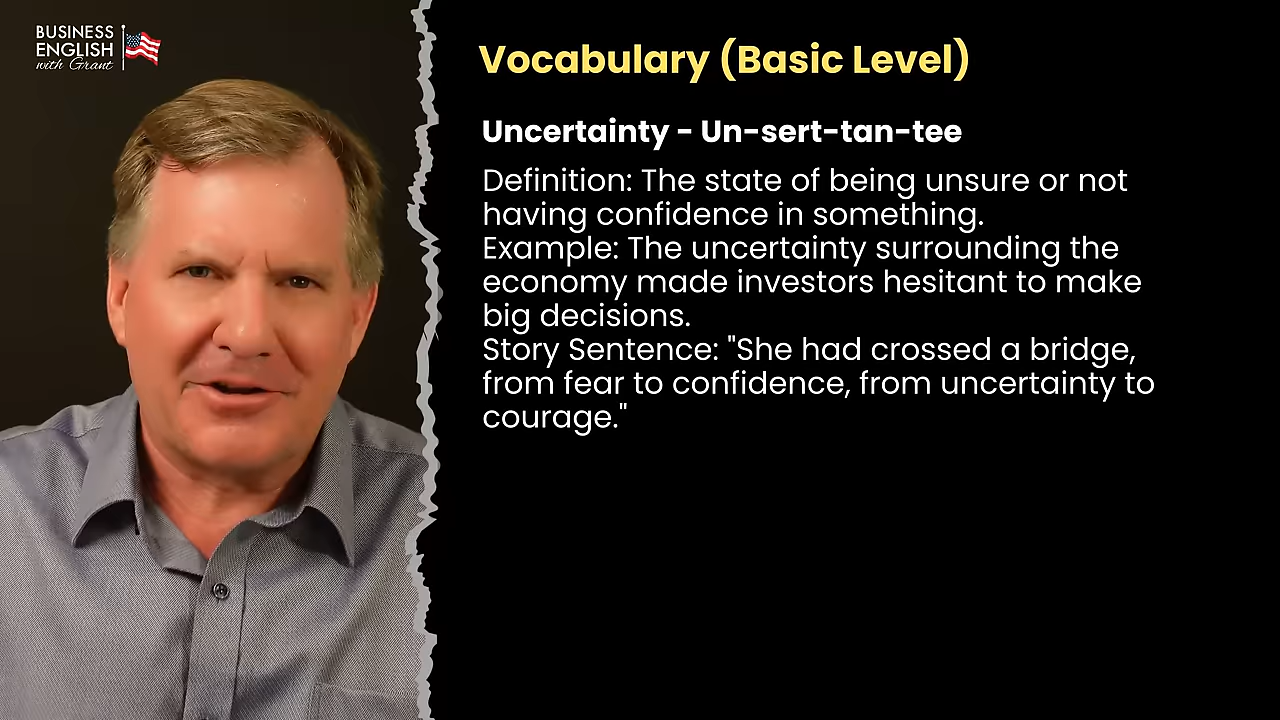 BUSINESS
ENGLISH
with Grant
Vocabulary (Basic Level)
Uncertainty - Un-sert-tan-tee
Definition: The state of being unsure or not
having confidence in something.
Example: The uncertainty surrounding the
economy made investors hesitant to make
big decisions.
Story Sentence: "She had crossed a bridge,
from fear to confidence, from uncertainty to
courage."